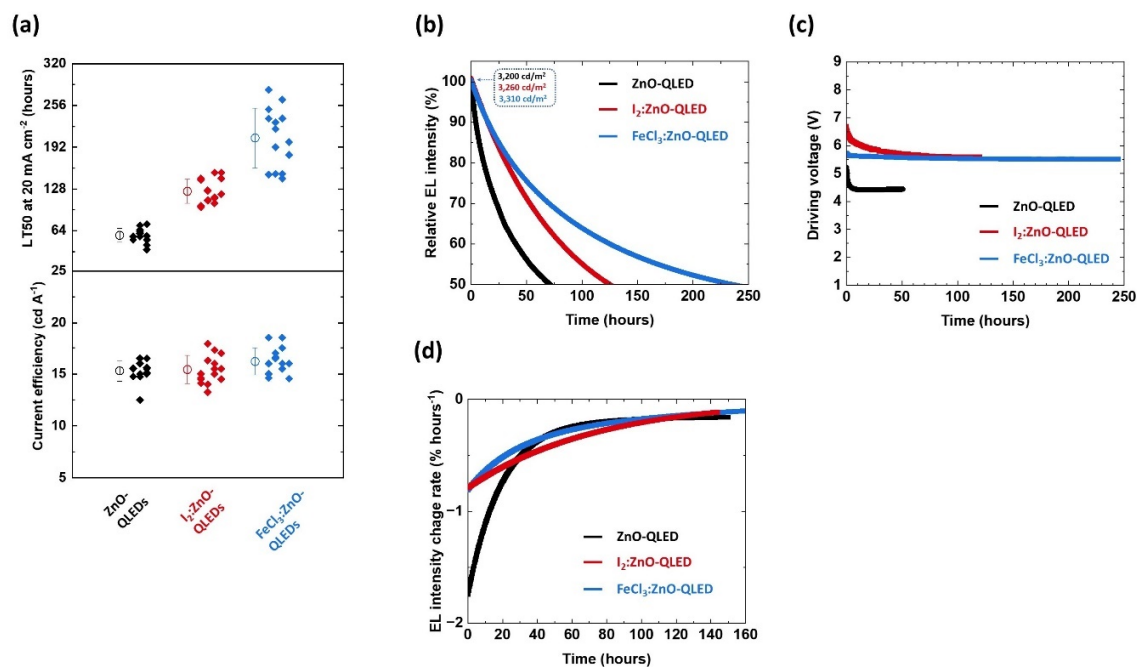 (a)
LT50 at 20 mA cm⁻² (hours)
320
256
192
128
64
25
20
15
10
5
Current efficiency (cd A⁻¹)
ZnO-
QLEDs
I₂:ZnO-
QLEDs
FeCl₃:ZnO-
QLEDs
(b)
Relative EL intensity (%)
100
90
80
70
60
50
3,200 cd/m²
3,260 cd/m²
3,310 cd/m²
ZnO-QLED
I₂:ZnO-QLED
FeCl₃:ZnO-QLED
0 50 100 150 200 250
Time (hours)
(c)
Driving voltage (V)
9
8
7
6
5
4
3
2
1
ZnO-QLED
I₂:ZnO-QLED
FeCl₃:ZnO-QLED
0 50 100 150 200 250
Time (hours)
(d)
EL intensity chage rate (% hours⁻¹)
0
−1
−2
ZnO-QLED
I₂:ZnO-QLED
FeCl₃:ZnO-QLED
0 20 40 60 80 100 120 140 160
Time (hours)